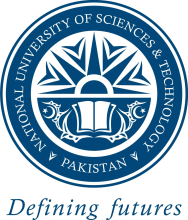 NATIONAL UNIVERSITY OF SCIENCES & TECHNOLOGY
PAKISTAN
Defining futures